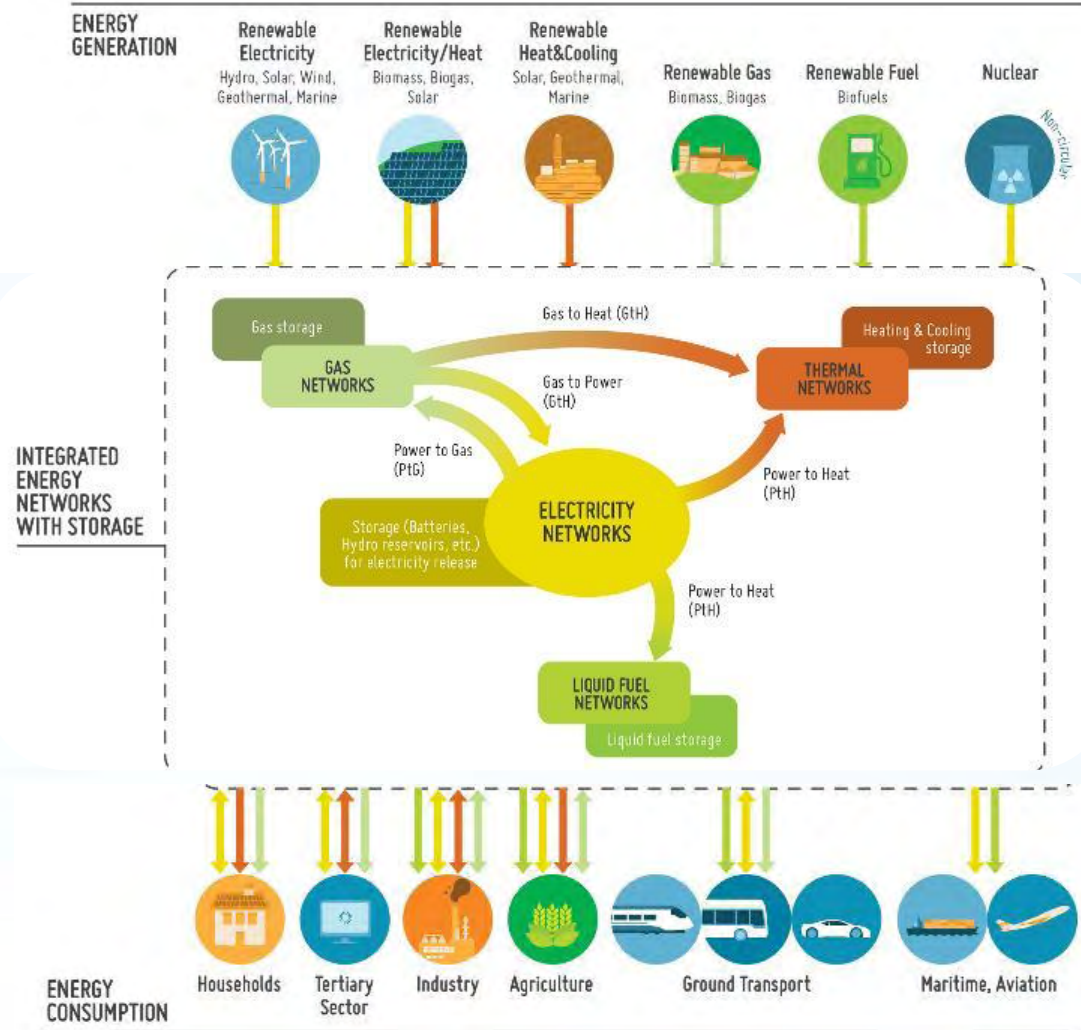 ENERGY
GENERATION
Renewable
Electricity
Hydro, Solar, Wind,
Geothermal, Marine
Renewable
Electricity/Heat
Biomass, Biogas,
Solar
Renewable
Heat&Cooling
Solar, Geothermal,
Marine
Renewable Gas
Biomass, Biogas
Renewable Fuel
Biofuels
Nuclear
Non-circular
INTEGRATED
ENERGY
NETWORKS
WITH STORAGE
Gas storage
GAS
NETWORKS
Gas to Heat (GtH)
Heating & Cooling
storage
THERMAL
NETWORKS
Gas to Power
(GtH)
Power to Gas
(PtG)
Power to Heat
(PtH)
ELECTRICITY
NETWORKS
Storage (Batteries,
Hydro reservoirs, etc.)
for electricity release
Power to Heat
(PtH)
LIQUID FUEL
NETWORKS
Liquid fuel storage
Households
Tertiary
Sector
Industry
Agriculture
Ground Transport
Maritime, Aviation
ENERGY
CONSUMPTION